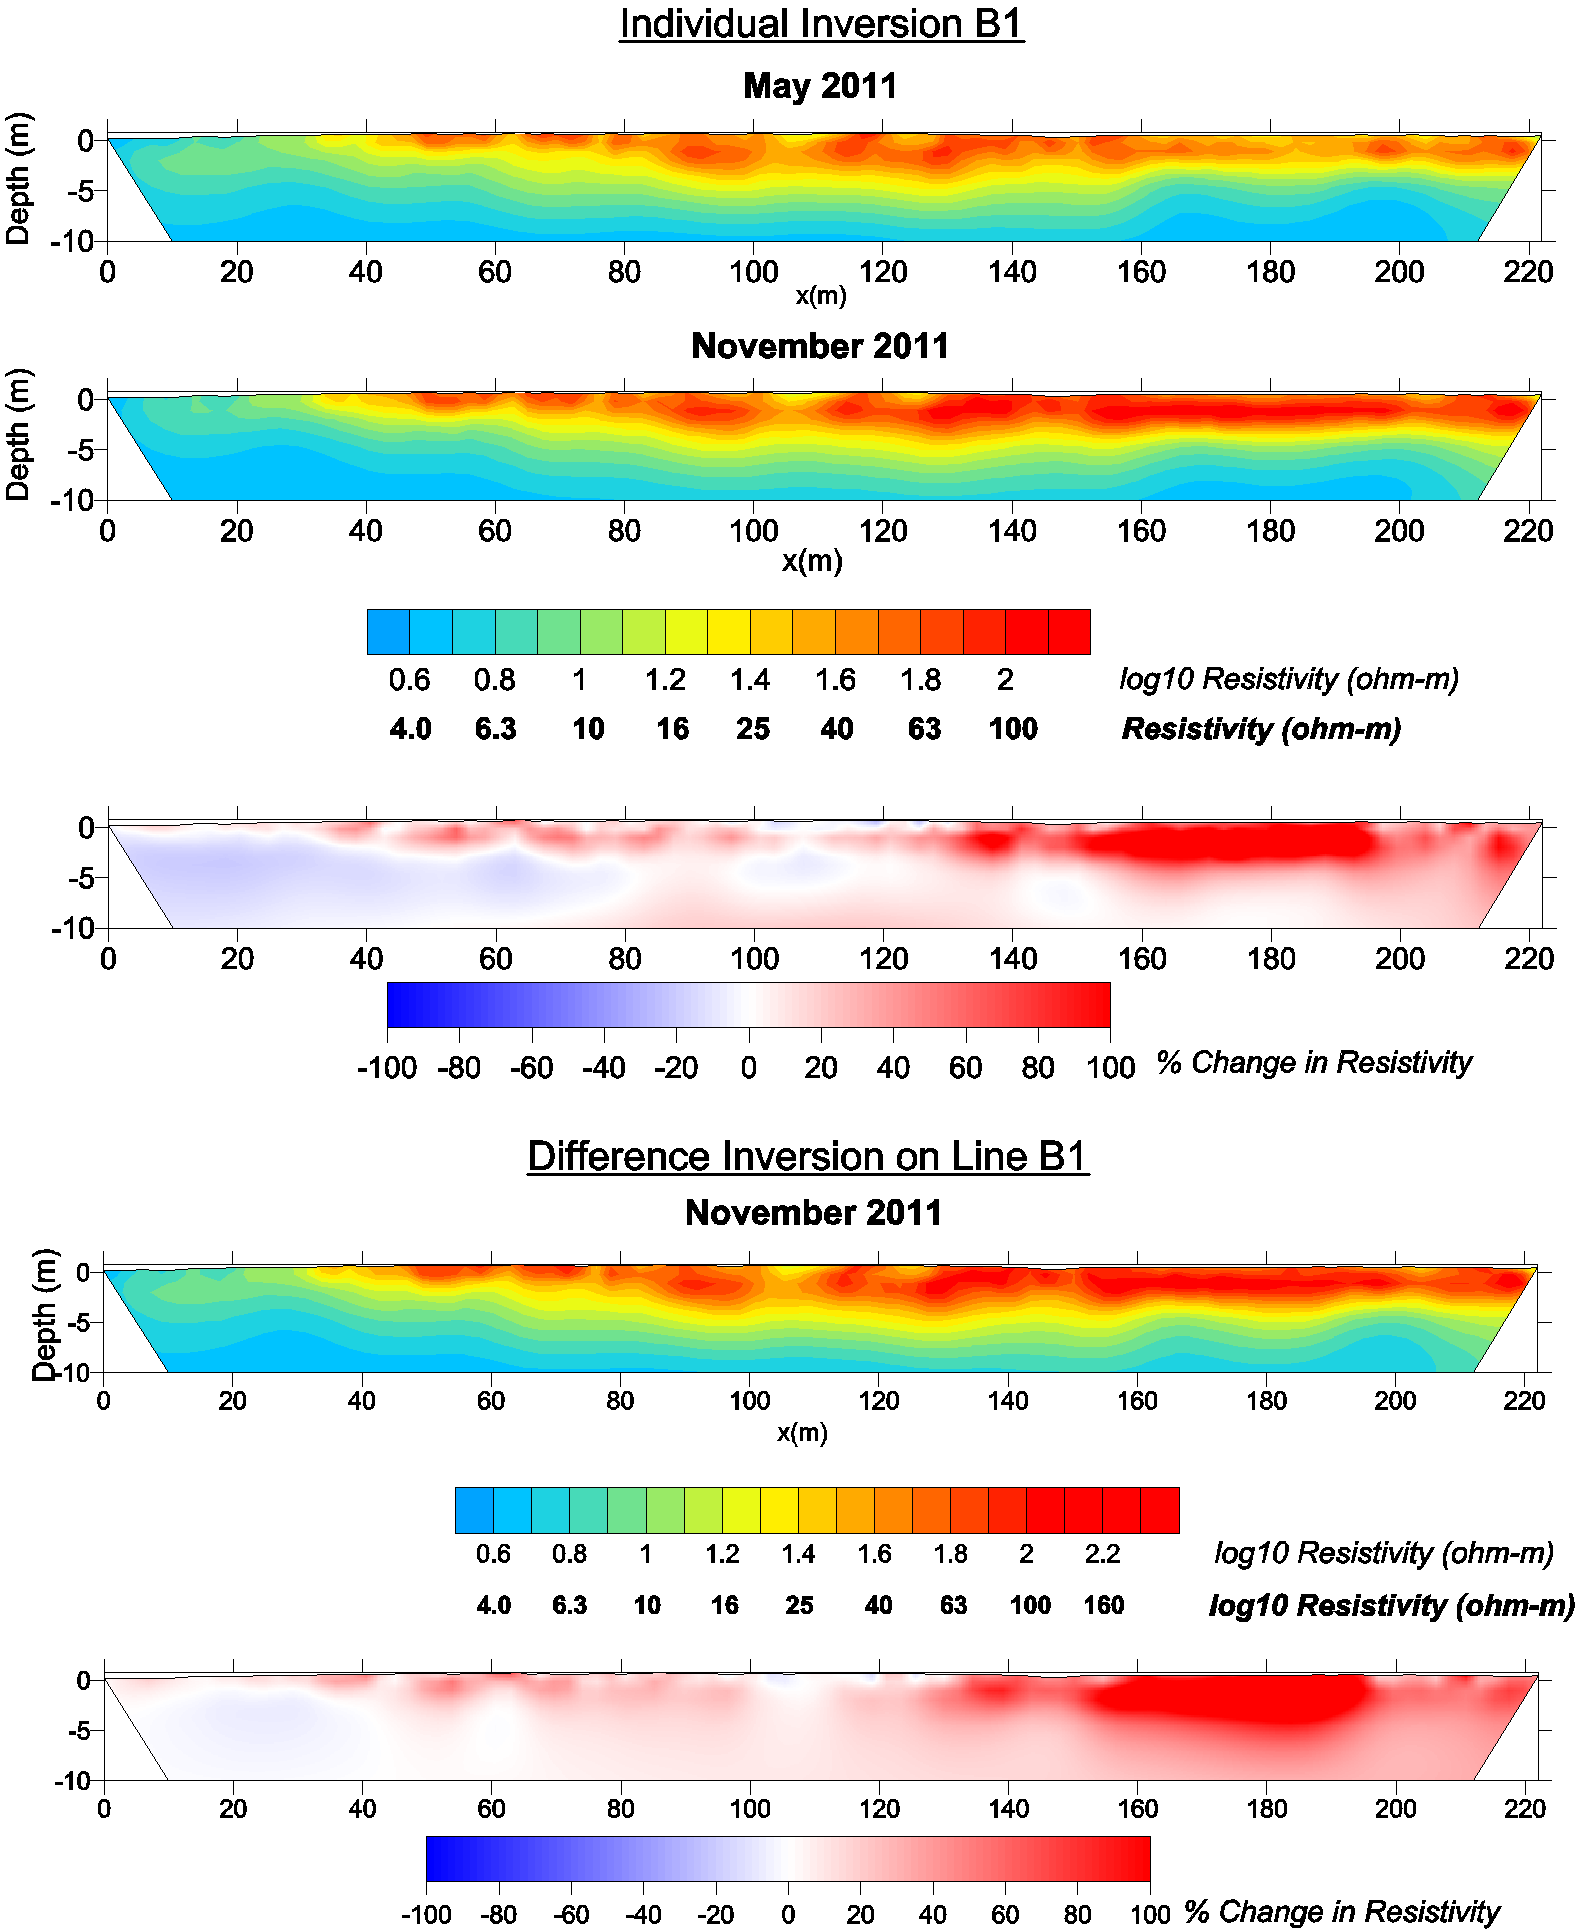 Individual Inversion B1
May 2011
Depth (m)
0
-5
-10
0 20 40 60 80 100 120 140 160 180 200 220
x(m)
November 2011
Depth (m)
0
-5
-10
0 20 40 60 80 100 120 140 160 180 200 220
x(m)
0.6 0.8 1 1.2 1.4 1.6 1.8 2 log10 Resistivity (ohm-m)
4.0 6.3 10 16 25 40 63 100 Resistivity (ohm-m)
0
-5
-10
0 20 40 60 80 100 120 140 160 180 200 220
-100 -80 -60 -40 -20 0 20 40 60 80 100 % Change in Resistivity
Difference Inversion on Line B1
November 2011
Depth (m)
0
-5
-10
0 20 40 60 80 100 120 140 160 180 200 220
x(m)
0.6 0.8 1 1.2 1.4 1.6 1.8 2 2.2 log10 Resistivity (ohm-m)
4.0 6.3 10 16 25 40 63 100 160 log10 Resistivity (ohm-m)
0
-5
-10
0 20 40 60 80 100 120 140 160 180 200 220
-100 -80 -60 -40 -20 0 20 40 60 80 100 % Change in Resistivity